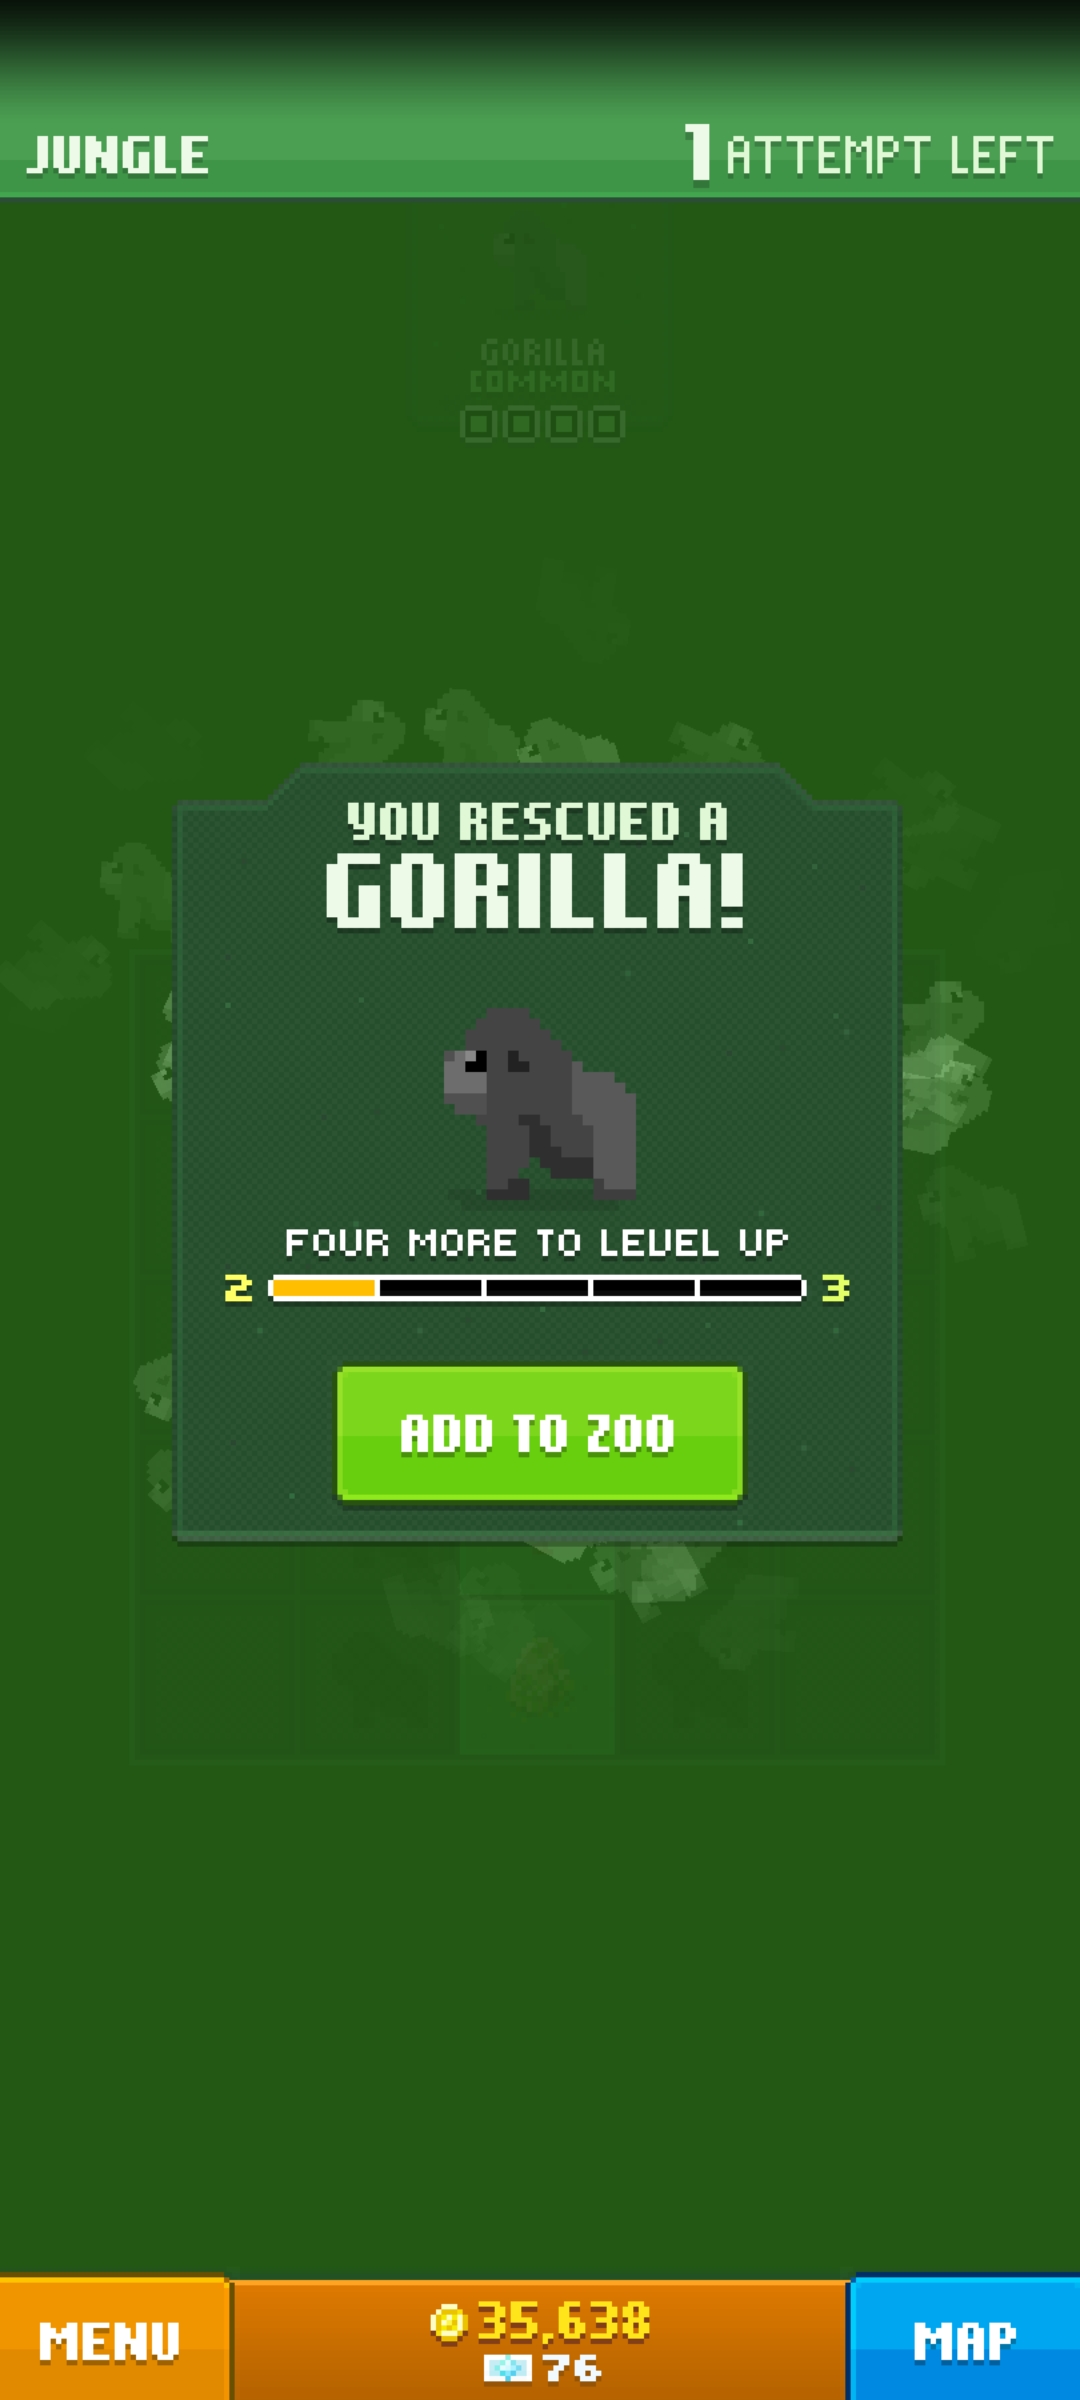 JUNGLE
1 ATTEMPT LEFT
GORILLA
COMMON
YOU RESCUED A
GORILLA!
FOUR MORE TO LEVEL UP
2 3
ADD TO ZOO
MENU
35,638
76
MAP